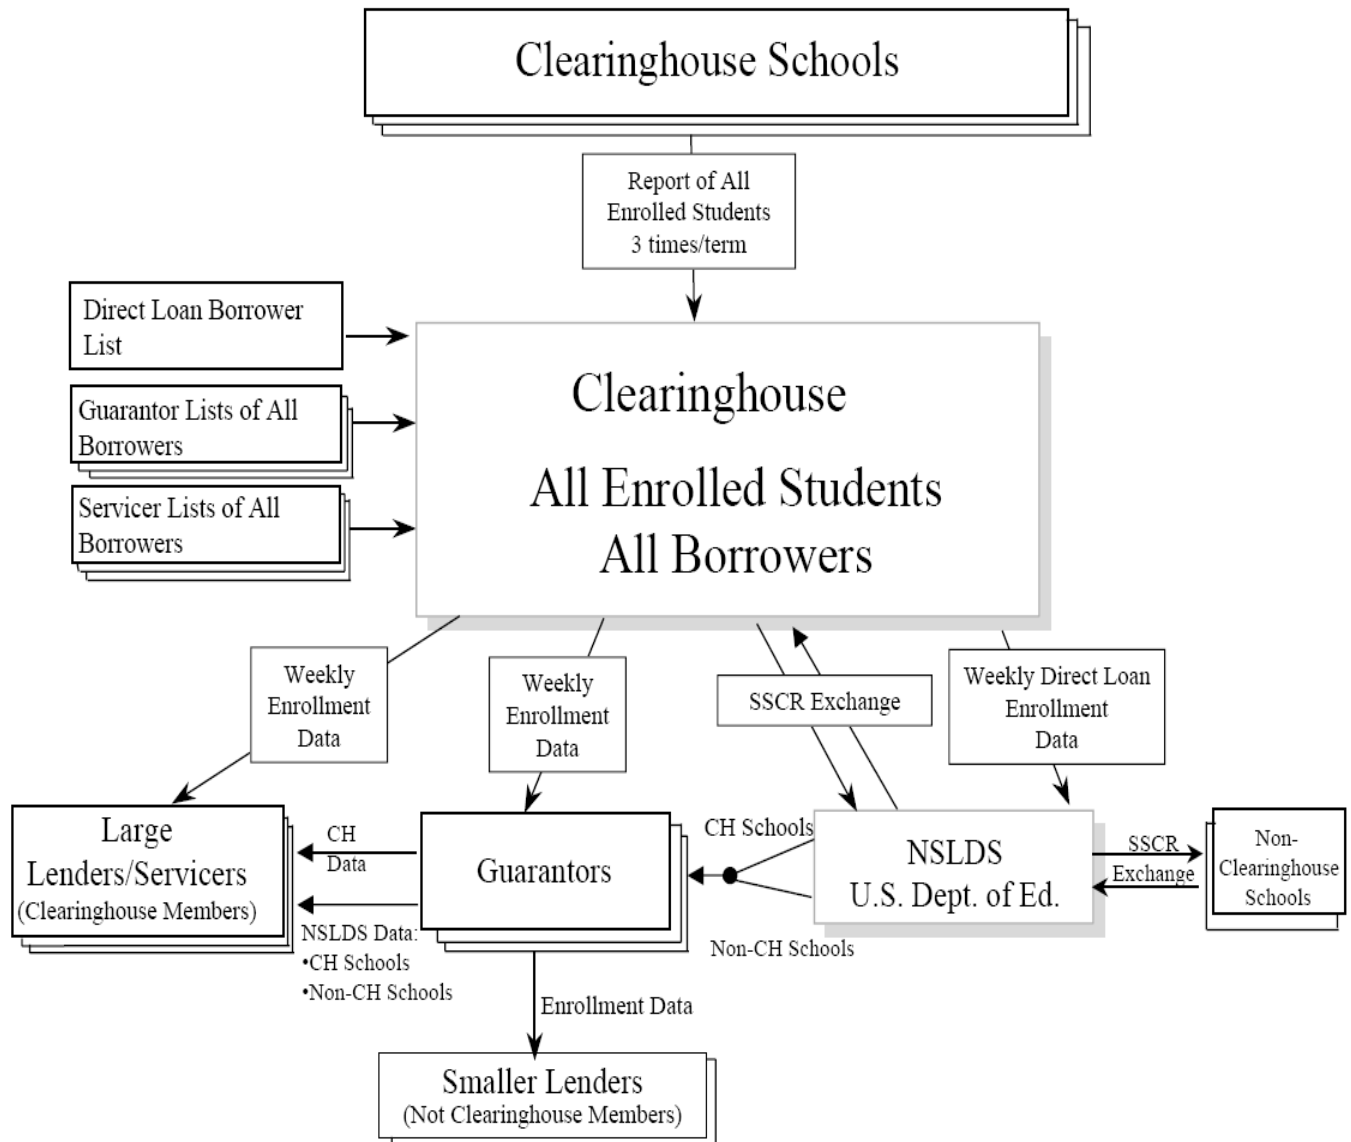 Clearinghouse Schools
Report of All
Enrolled Students
3 times/term
Direct Loan Borrower
List
Guarantor Lists of All
Borrowers
Servicer Lists of All
Borrowers
Clearinghouse
All Enrolled Students
All Borrowers
Weekly
Enrollment
Data
Weekly
Enrollment
Data
SSCR Exchange
Weekly Direct Loan
Enrollment
Data
Large
Lenders/Servicers
(Clearinghouse Members)
CH
Data
NSLDS Data:
•CH Schools
•Non-CH Schools
Guarantors
CH Schools
Non-CH Schools
NSLDS
U.S. Dept. of Ed.
SSCR
Exchange
Non-
Clearinghouse
Schools
Enrollment Data
Smaller Lenders
(Not Clearinghouse Members)